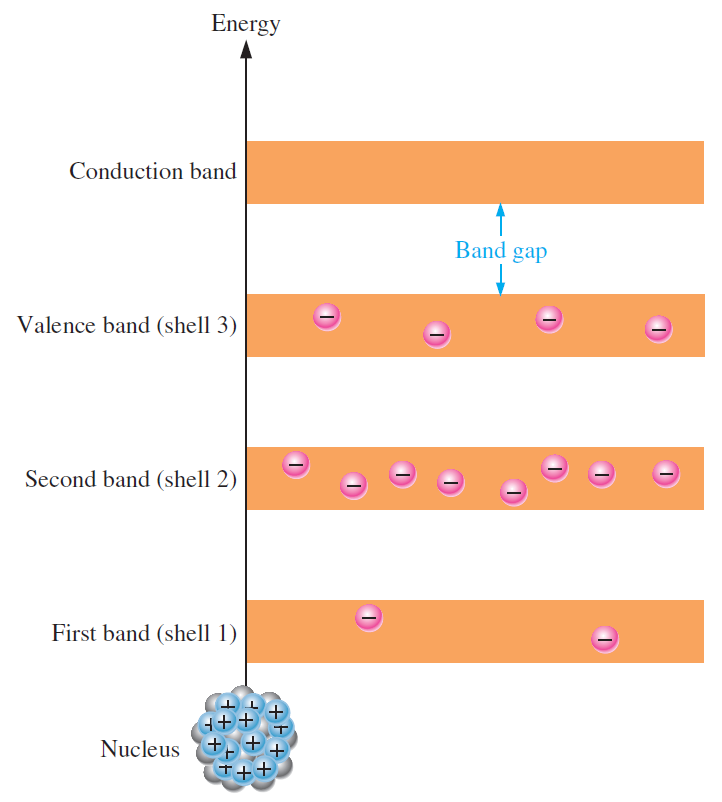 Energy
Conduction band
Band gap
Valence band (shell 3)
Second band (shell 2)
First band (shell 1)
Nucleus